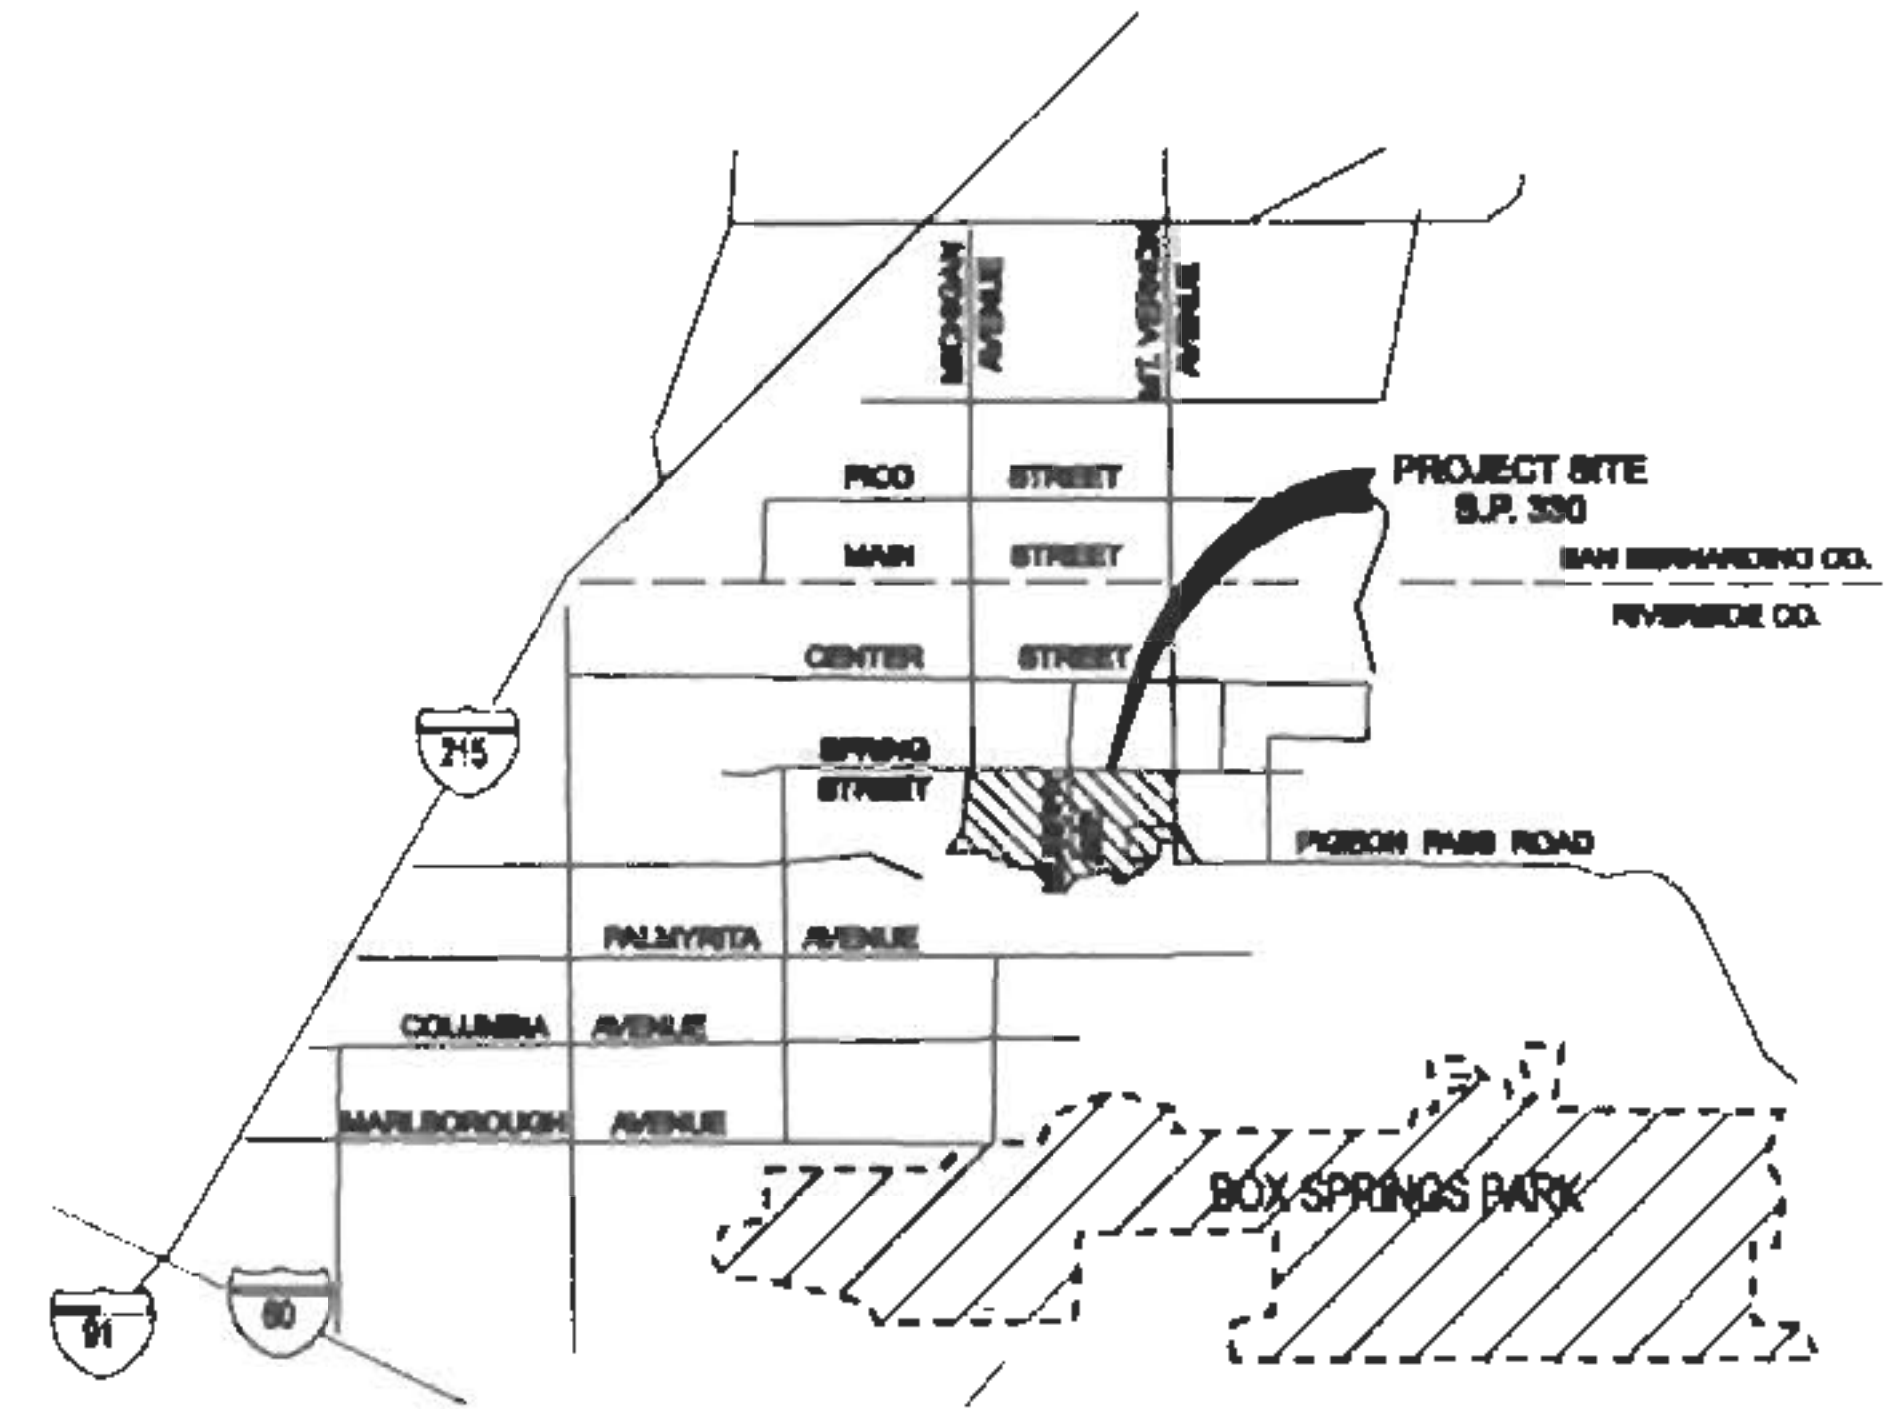 MICHIGAN
AVENUE
MT. VERNON
AVENUE
PICO STREET
PROJECT SITE
S.P. 330
MAIN STREET
SAN BERNARDINO CO.
RIVERSIDE CO.
CENTER STREET
215
SPRING
STREET
PIGEON PASS ROAD
PALMYRITA AVENUE
COLUMBIA AVENUE
MARLBOROUGH AVENUE
BOX SPRINGS PARK
60
91